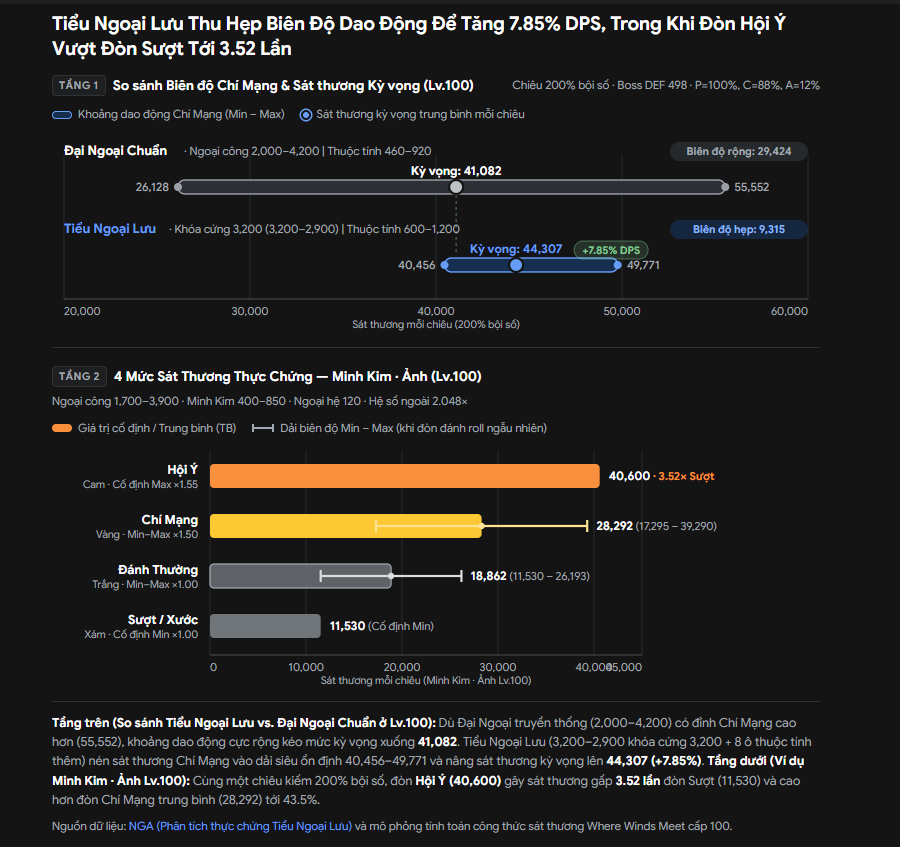 Tiểu Ngoại Lưu Thu Hẹp Biên Độ Dao Động Để Tăng 7.85% DPS, Trong Khi Đòn Hội Ý
Vượt Đòn Sượt Tới 3.52 Lần
TẦNG 1 So sánh Biên độ Chí Mạng & Sát thương Kỳ vọng (Lv.100) Chiêu 200% bội số · Boss DEF 498 · P=100%, C=88%, A=12%
Khoảng dao động Chí Mạng (Min – Max) Sát thương kỳ vọng trung bình mỗi chiêu
Đại Ngoại Chuẩn · Ngoại công 2,000–4,200 | Thuộc tính 460–920 Biên độ rộng: 29,424
Kỳ vọng: 41,082
26,128 55,552
Tiểu Ngoại Lưu · Khóa cứng 3,200 (3,200–2,900) | Thuộc tính 600–1,200 Biên độ hẹp: 9,315
Kỳ vọng: 44,307 +7.85% DPS
40,456 49,771
20,000 30,000 40,000 50,000 60,000
Sát thương mỗi chiêu (200% bội số)
TẦNG 2 4 Mức Sát Thương Thực Chứng — Minh Kim · Ảnh (Lv.100)
Ngoại công 1,700–3,900 · Minh Kim 400–850 · Ngoại hệ 120 · Hệ số ngoài 2.048×
Giá trị cố định / Trung bình (TB) Dải biên độ Min – Max (khi đòn đánh roll ngẫu nhiên)
Hội Ý
Cam · Cố định Max ×1.55
40,600 · 3.52× Sượt
Chí Mạng
Vàng · Min–Max ×1.50
28,292 (17,295 – 39,290)
Đánh Thường
Trắng · Min–Max ×1.00
18,862 (11,530 – 26,193)
Sượt / Xước
Xám · Cố định Min ×1.00
11,530 (Cố định Min)
0 10,000 20,000 30,000 40,000 45,000
Sát thương mỗi chiêu (Minh Kim · Ảnh Lv.100)
Tầng trên (So sánh Tiểu Ngoại Lưu vs. Đại Ngoại Chuẩn ở Lv.100): Dù Đại Ngoại truyền thống (2,000–4,200) có đỉnh Chí Mạng cao
hơn (55,552), khoảng dao động cực rộng kéo mức kỳ vọng xuống 41,082. Tiểu Ngoại Lưu (3,200–2,900 khóa cứng 3,200 + 8 ô thuộc tính
thêm) nén sát thương Chí Mạng vào dải siêu ổn định 40,456–49,771 và nâng sát thương kỳ vọng lên 44,307 (+7.85%). Tầng dưới (Ví dụ
Minh Kim · Ảnh Lv.100): Cùng một chiêu kiếm 200% bội số, đòn Hội Ý (40,600) gây sát thương gấp 3.52 lần đòn Sượt (11,530) và cao
hơn đòn Chí Mạng trung bình (28,292) tới 43.5%.
Nguồn dữ liệu: NGA (Phân tích thực chứng Tiểu Ngoại Lưu) và mô phỏng tính toán công thức sát thương Where Winds Meet cấp 100.